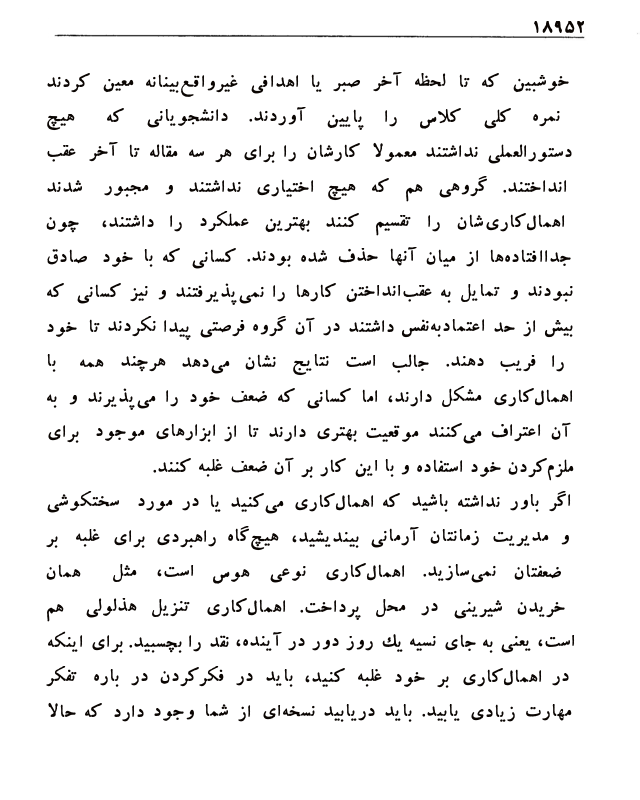 ۱۸۹۵۲
خوشبین که تا لحظه آخر صبر یا اهدافی غیرواقع‌بینانه معین کردند
نمره کلی کلاس را پایین آوردند. دانشجویانی که هیچ
دستورالعملی نداشتند معمولاً کارشان را برای هر سه مقاله تا آخر عقب
انداختند. گروهی هم که هیچ اختیاری نداشتند و مجبور شدند
اهمال‌کاری‌شان را تقسیم کنند بهترین عملکرد را داشتند، چون
جداافتاده‌ها از میان آنها حذف شده بودند. کسانی که با خود صادق
نبودند و تمایل به عقب‌انداختن کارها را نمی‌پذیرفتند و نیز کسانی که
بیش از حد اعتمادبه‌نفس داشتند در آن گروه فرصتی پیدا نکردند تا خود
را فریب دهند. جالب است نتایج نشان می‌دهد هرچند همه با
اهمال‌کاری مشکل دارند، اما کسانی که ضعف خود را می‌پذیرند و به
آن اعتراف می‌کنند موقعیت بهتری دارند تا از ابزارهای موجود برای
ملزم‌کردن خود استفاده و با این کار بر آن ضعف غلبه کنند.
اگر باور نداشته باشید که اهمال‌کاری می‌کنید یا در مورد سختکوشی
و مدیریت زمانتان آرمانی بیندیشید، هیچ‌گاه راهبردی برای غلبه بر
ضعفتان نمی‌سازید. اهمال‌کاری نوعی هوس است، مثل همان
خریدن شیرینی در محل پرداخت. اهمال‌کاری تنزیل هذلولی هم
است، یعنی به جای نسیه یك روز دور در آینده، نقد را بچسبید. برای اینکه
در اهمال‌کاری بر خود غلبه کنید، باید در فکرکردن در باره تفکر
مهارت زیادی یابید. باید دریابید نسخه‌ای از شما وجود دارد که حالا